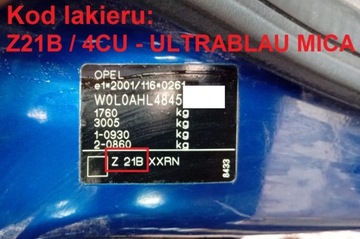 Kod lakieru:
Z21B / 4CU - ULTRABLAU MICA
OPEL
e1*2001/116*0261
W0L0AHL4845
1760 kg
3005 kg
1-0930 kg
2-0860 kg
Z 21B XXRN
8433